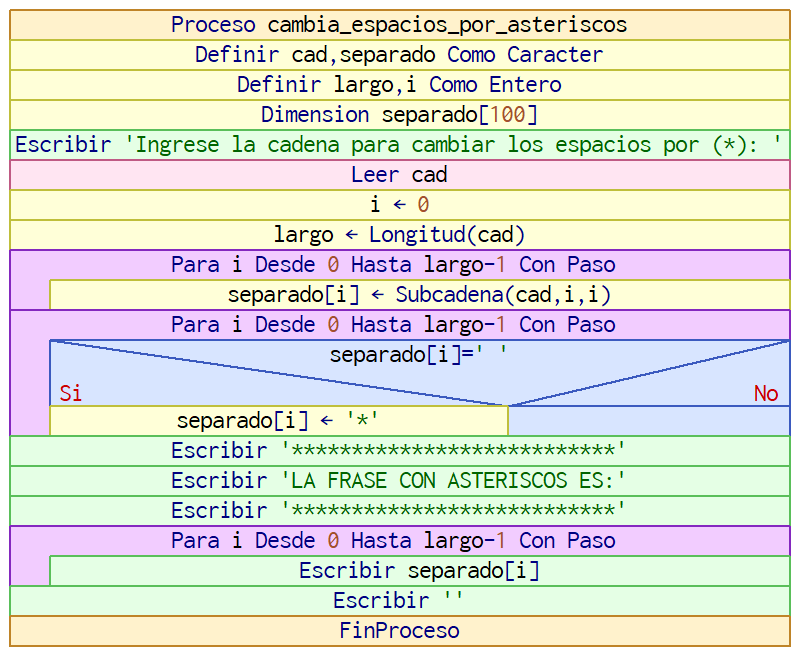 Proceso cambia_espacios_por_asteriscos
Definir cad,separado Como Caracter
Definir largo,i Como Entero
Dimension separado[100]
Escribir 'Ingrese la cadena para cambiar los espacios por (*): '
Leer cad
i ← 0
largo ← Longitud(cad)
Para i Desde 0 Hasta largo-1 Con Paso
separado[i] ← Subcadena(cad,i,i)
Para i Desde 0 Hasta largo-1 Con Paso
separado[i]=' '
Si No
separado[i] ← '*'
Escribir '***************************'
Escribir 'LA FRASE CON ASTERISCOS ES:'
Escribir '***************************'
Para i Desde 0 Hasta largo-1 Con Paso
Escribir separado[i]
Escribir ''
FinProceso